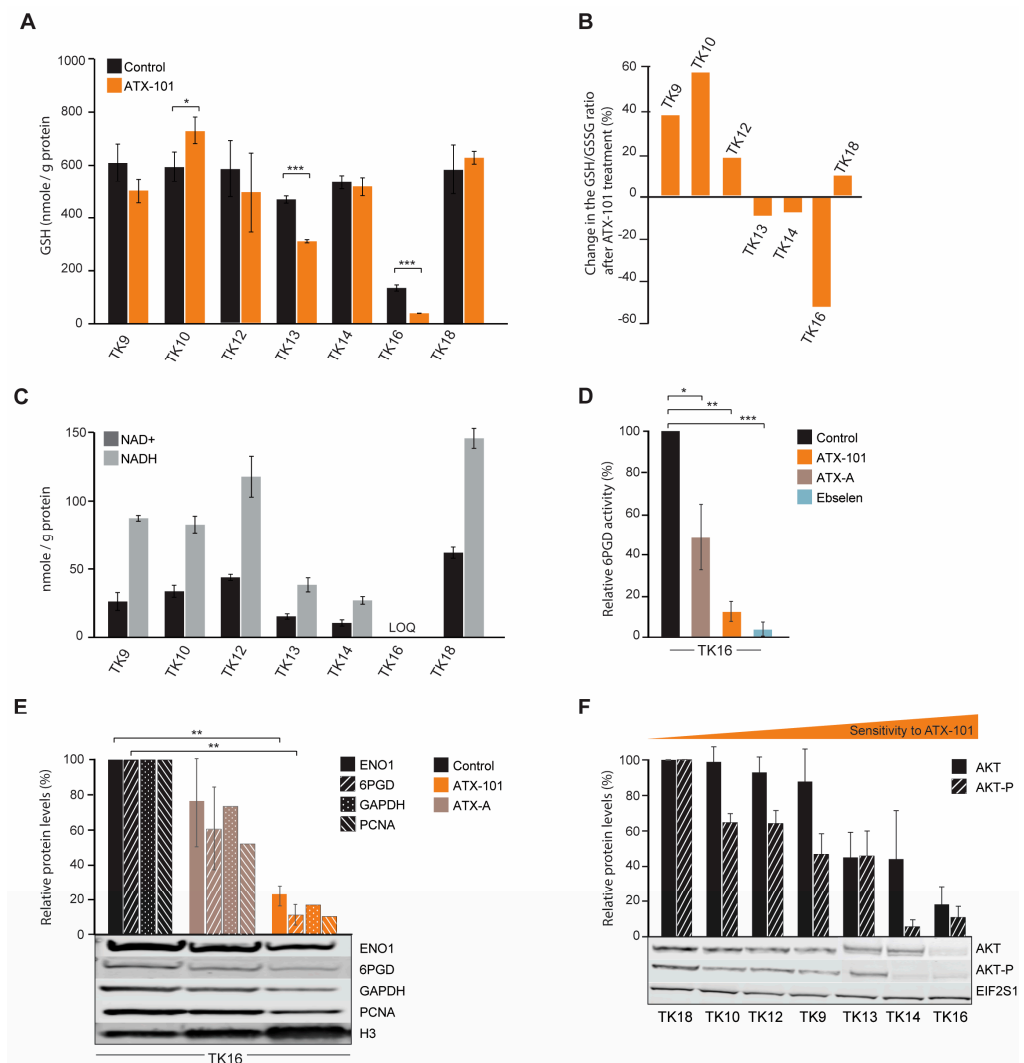 A
GSH (nmole / g protein)
1000
800
600
400
200
0
Control
ATX-101
*
***
***
TK9
TK10
TK12
TK13
TK14
TK16
TK18
B
Change in the GSH/GSSG ratio
after ATX-101 treatment (%)
60
40
20
0
-20
-40
-60
TK9
TK10
TK12
TK13
TK14
TK16
TK18
C
nmole / g protein
150
100
50
0
NAD+
NADH
LOQ
TK9
TK10
TK12
TK13
TK14
TK16
TK18
D
Relative 6PGD activity (%)
100
80
60
40
20
0
*
**
***
Control
ATX-101
ATX-A
Ebselen
TK16
E
Relative protein levels (%)
100
80
60
40
20
0
**
**
ENO1
6PGD
GAPDH
PCNA
Control
ATX-101
ATX-A
ENO1
6PGD
GAPDH
PCNA
H3
TK16
F
Sensitivity to ATX-101
Relative protein levels (%)
100
80
60
40
20
0
AKT
AKT-P
AKT
AKT-P
EIF2S1
TK18 TK10 TK12 TK9 TK13 TK14 TK16